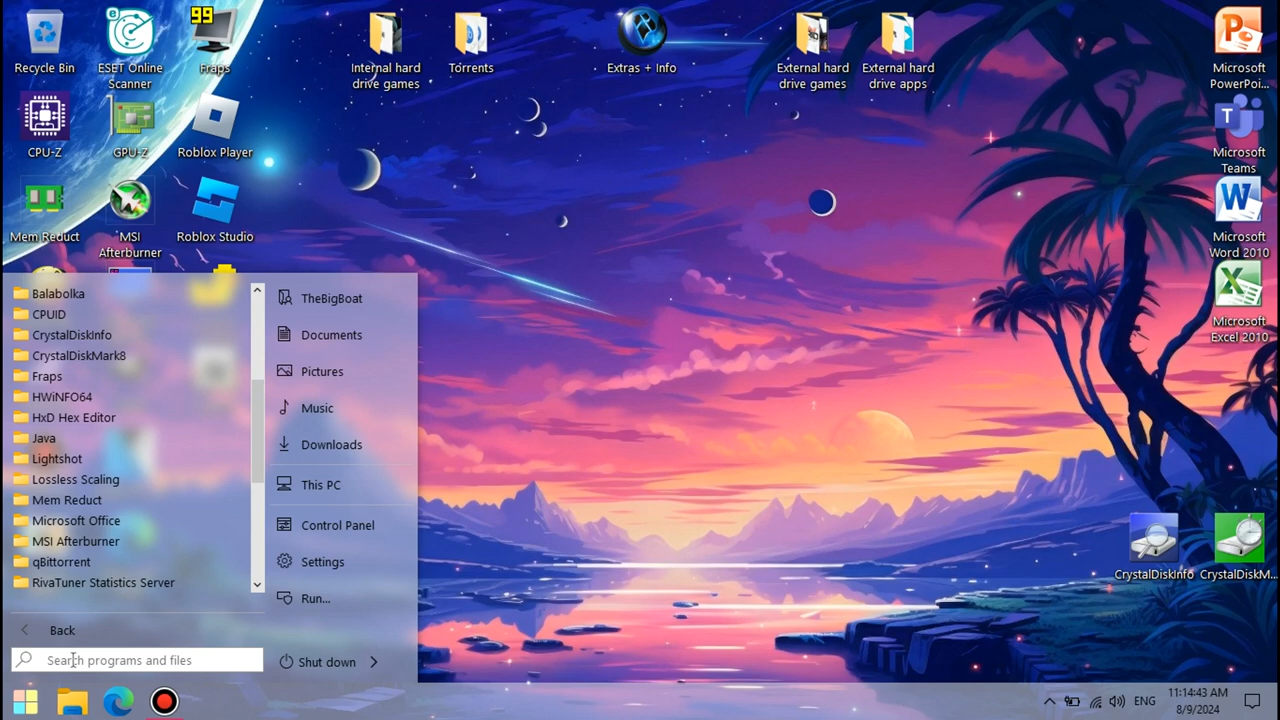 99
Recycle Bin
ESET Online
Scanner
Fraps
Internal hard
drive games
Torrents
Extras + Info
External hard
drive games
External hard
drive apps
Microsoft
PowerPoi...
CPU-Z
GPU-Z
Roblox Player
T
Microsoft
Teams
Mem Reduct
MSI
Afterburner
Roblox Studio
W
Microsoft
Word 2010
X
Microsoft
Excel 2010
Balabolka
CPUID
CrystalDiskInfo
CrystalDiskMark8
Fraps
HWiNFO64
HxD Hex Editor
Java
Lightshot
Lossless Scaling
Mem Reduct
Microsoft Office
MSI Afterburner
qBittorrent
RivaTuner Statistics Server
Back
Search programs and files
TheBigBoat
Documents
Pictures
Music
Downloads
This PC
Control Panel
Settings
Run...
Shut down
CrystalDiskInfo
CrystalDiskM...
ENG
11:14:43 AM
8/9/2024